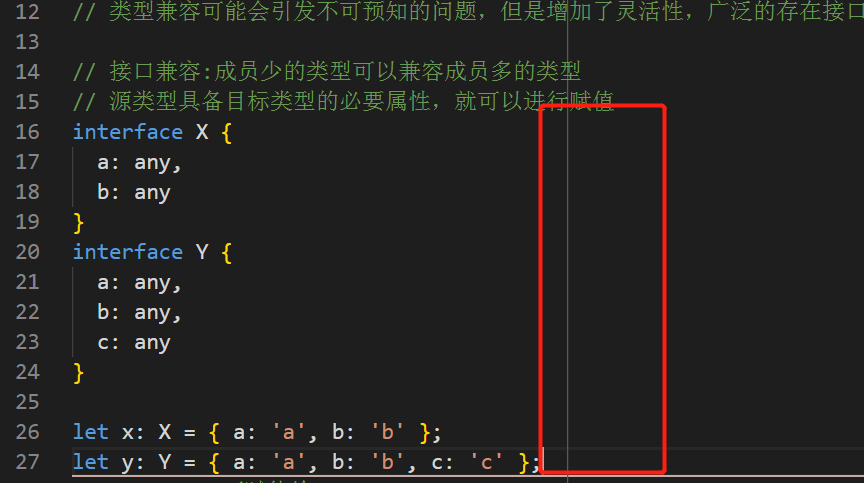 12 // 类型兼容可能会引发不可预知的问题，但是增加了灵活性，广泛的存在接口
13
14 // 接口兼容:成员少的类型可以兼容成员多的类型
15 // 源类型具备目标类型的必要属性，就可以进行赋值
16 interface X {
17 a: any,
18 b: any
19 }
20 interface Y {
21 a: any,
22 b: any,
23 c: any
24 }
25
26 let x: X = { a: 'a', b: 'b' };
27 let y: Y = { a: 'a', b: 'b', c: 'c' };